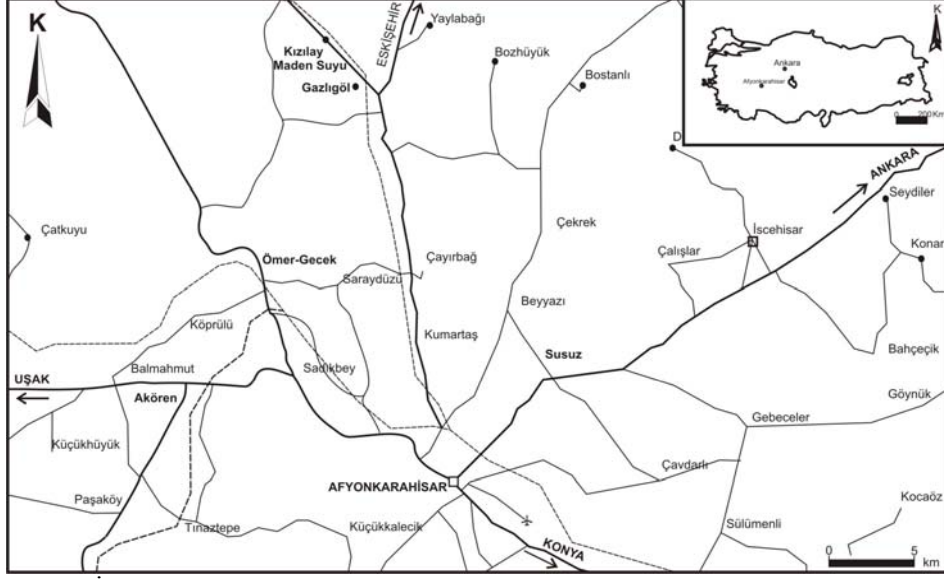 K
Kızılay
Maden Suyu
Gazlıgöl
ESKİŞEHİR
Yaylabağı
Bozhüyük
Bostanlı
K
Ankara
Afyonkarahisar
0 200 Km
D
ANKARA
Seydiler
İscehisar
Konar
Çatkuyu
Ömer-Gecek
Saraydüzü
Çayırbağ
Çekrek
Çalışlar
Beyyazı
Köprülü
Kumartaş
Susuz
Bahçeçik
Balmahmut
Sadıkbey
UŞAK
Akören
Göynük
Gebeceler
Küçükhüyük
Çavdarlı
Paşaköy
AFYONKARAHİSAR
Kocaöz
Tınaztepe
Küçükkalecik
Sülümenli
KONYA
0 5
km